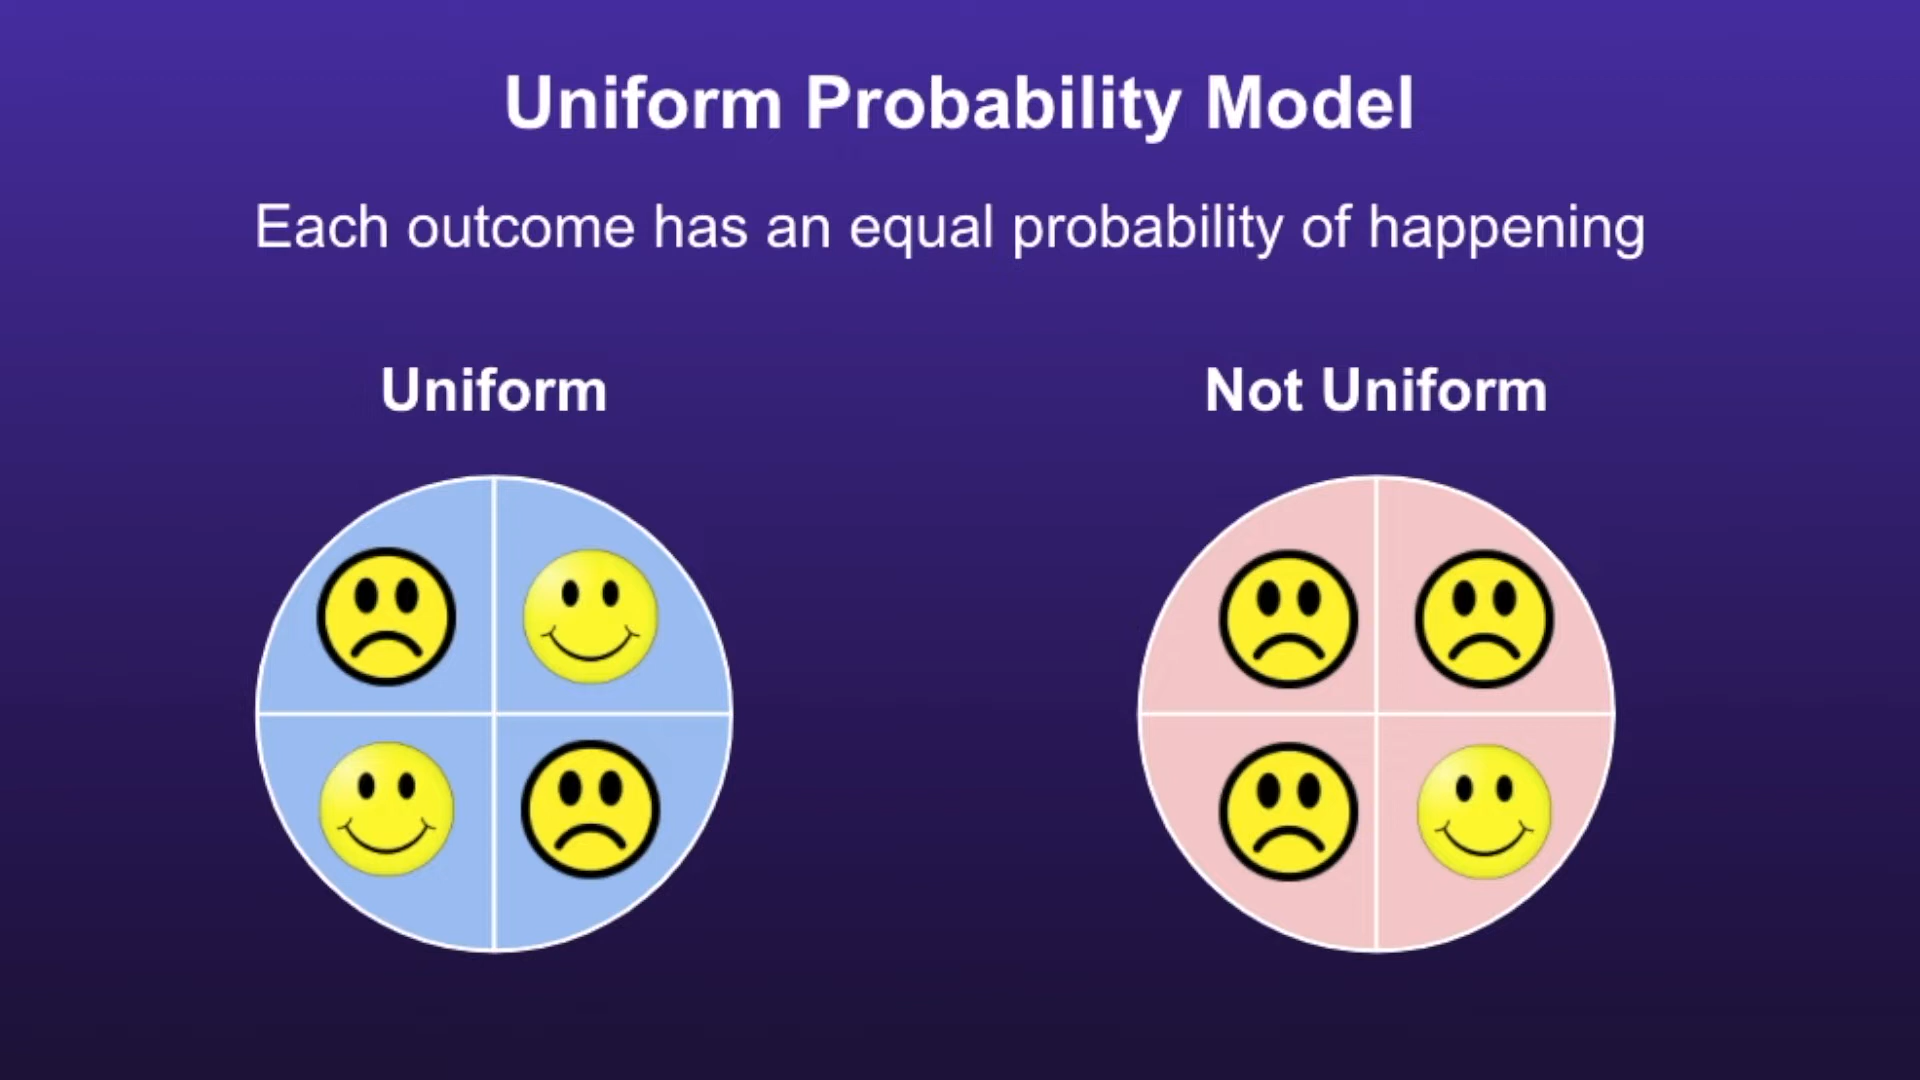 Uniform Probability Model
Each outcome has an equal probability of happening
Uniform
Not Uniform